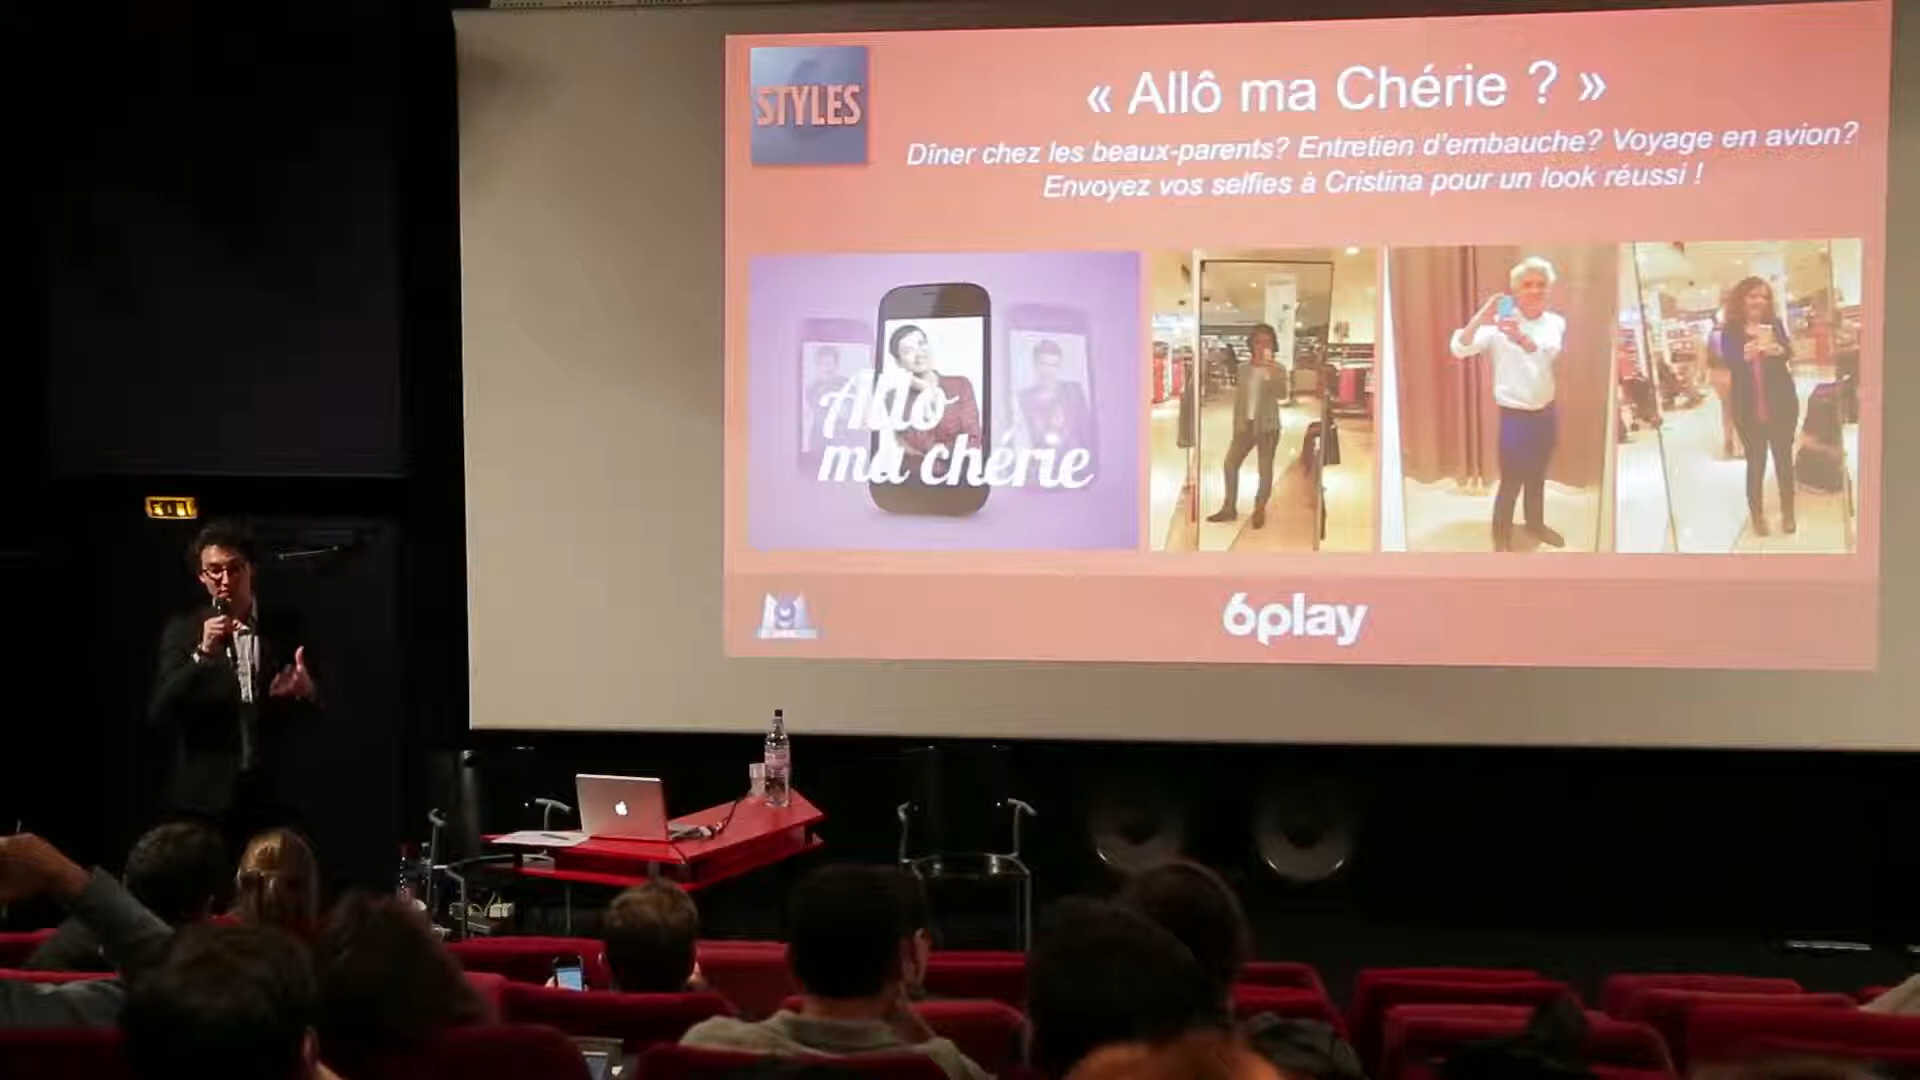 STYLES
« Allô ma Chérie ? »
Dîner chez les beaux-parents? Entretien d'embauche? Voyage en avion?
Envoyez vos selfies à Cristina pour un look réussi !
Allô
ma chérie
6play